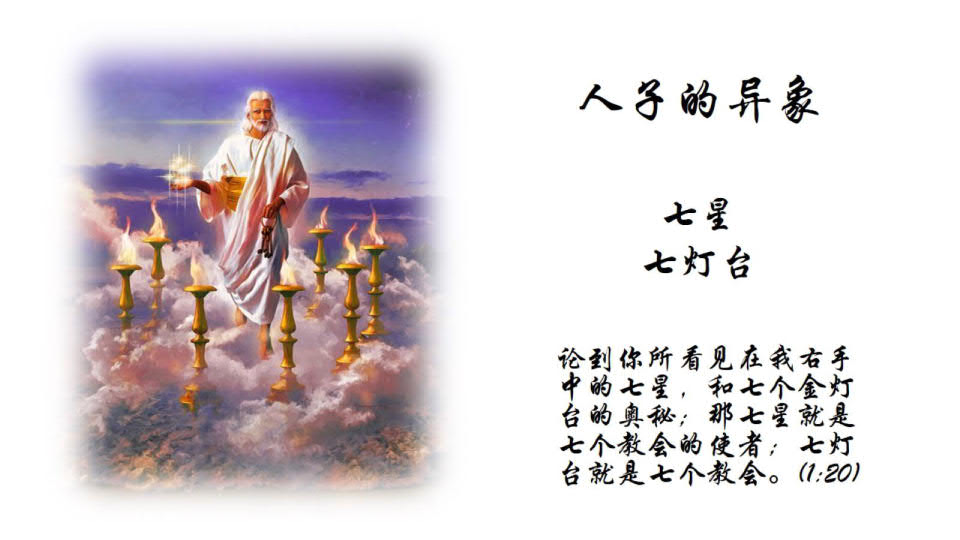 人子的异象
七星
七灯台
论到你所看见在我右手
中的七星，和七个金灯
台的奥秘；那七星就是
七个教会的使者；七灯
台就是七个教会。(1:20)